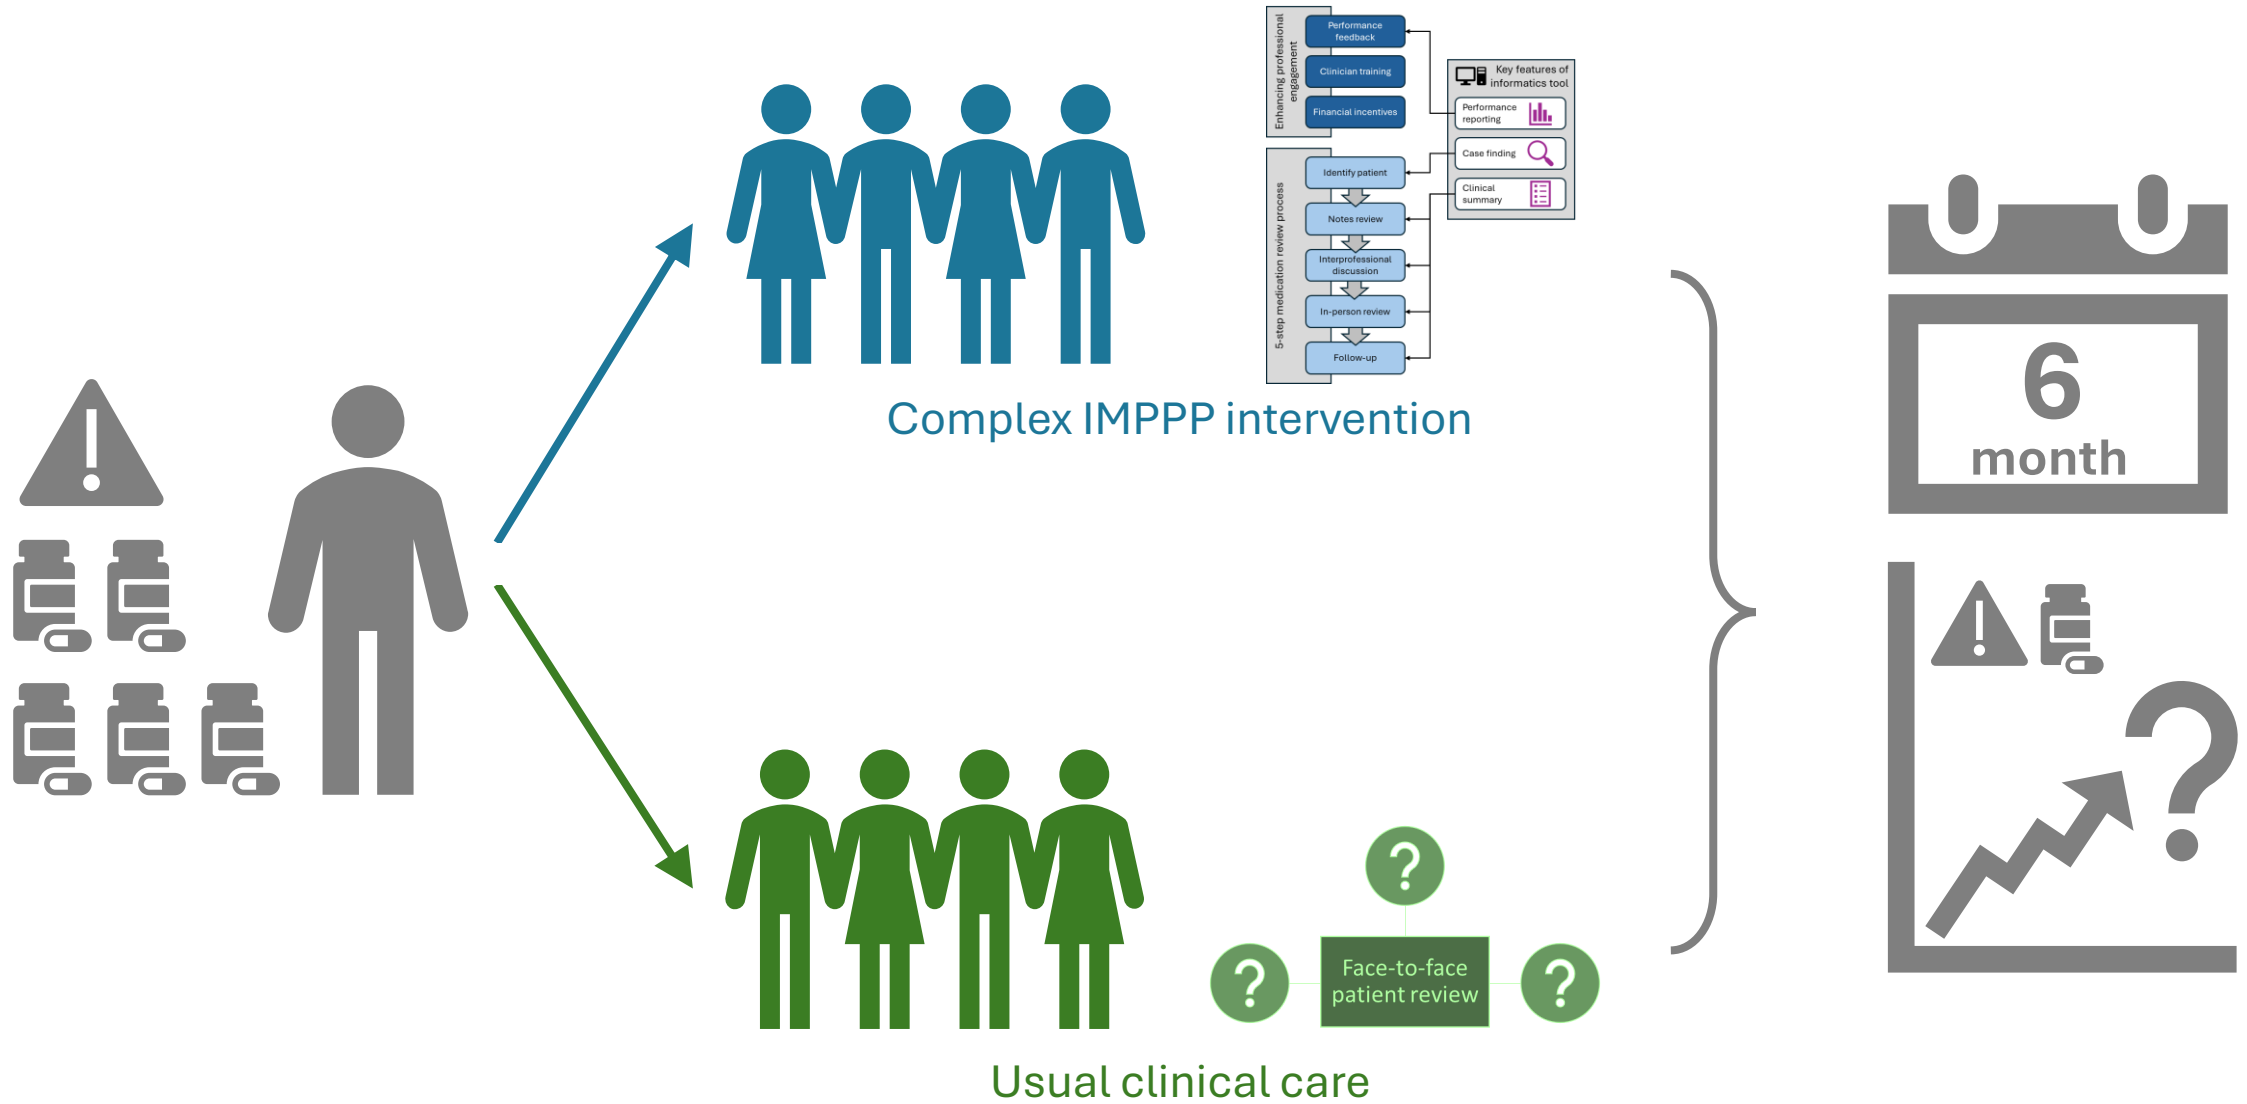 Enhancing professional
engagement
Performance
feedback
Clinician training
Financial incentives
Key features of
informatics tool
Performance
reporting
Case finding
Clinical
summary
5-step medication review process
Identify patient
Notes review
Interprofessional
discussion
In-person review
Follow-up
Complex IMPPP intervention
6
month
!
!
?
?
?
?
Face-to-face
patient review
Usual clinical care